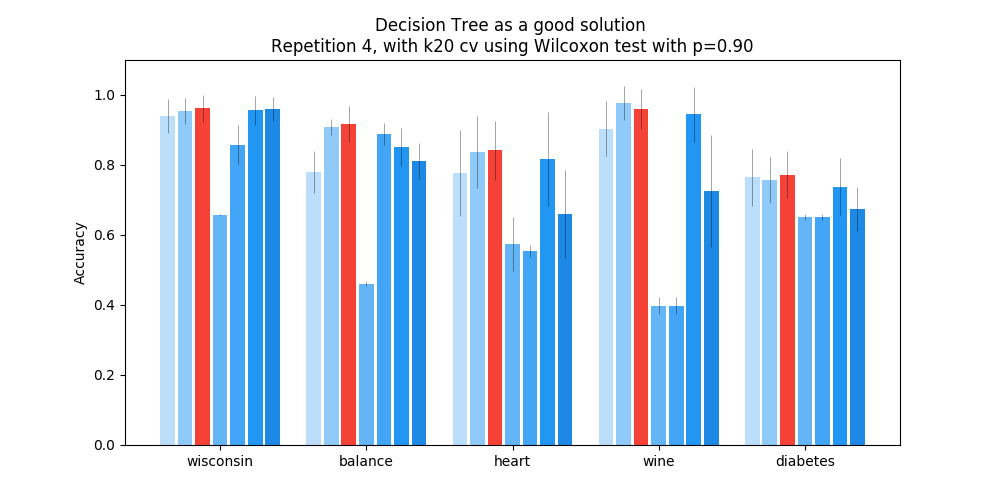 Decision Tree as a good solution
Repetition 4, with k20 cv using Wilcoxon test with p=0.90
Accuracy
1.0
0.8
0.6
0.4
0.2
0.0
wisconsin balance heart wine diabetes